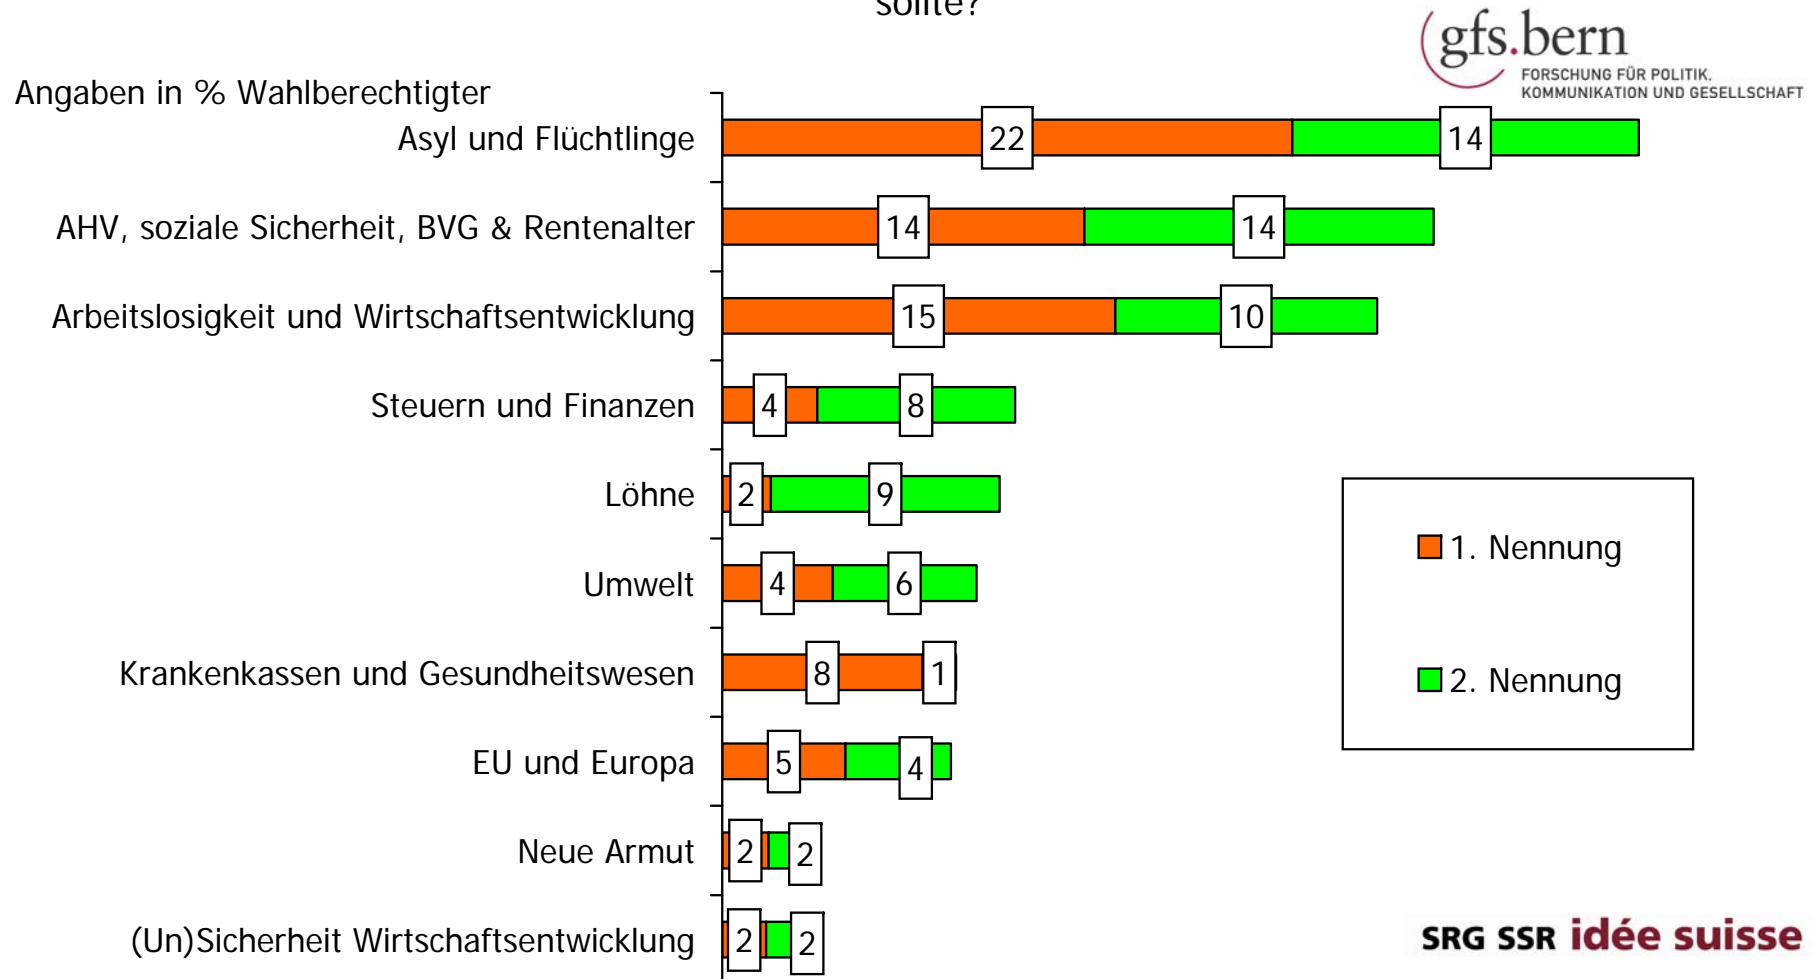 sollte?
gfs.bern
FORSCHUNG FÜR POLITIK,
KOMMUNIKATION UND GESELLSCHAFT
Angaben in % Wahlberechtigter
Asyl und Flüchtlinge 22 14
AHV, soziale Sicherheit, BVG & Rentenalter 14 14
Arbeitslosigkeit und Wirtschaftsentwicklung 15 10
Steuern und Finanzen 4 8
Löhne 2 9
Umwelt 4 6
Krankenkassen und Gesundheitswesen 8 1
EU und Europa 5 4
Neue Armut 2 2
(Un)Sicherheit Wirtschaftsentwicklung 2 2
1. Nennung
2. Nennung
SRG SSR idée suisse